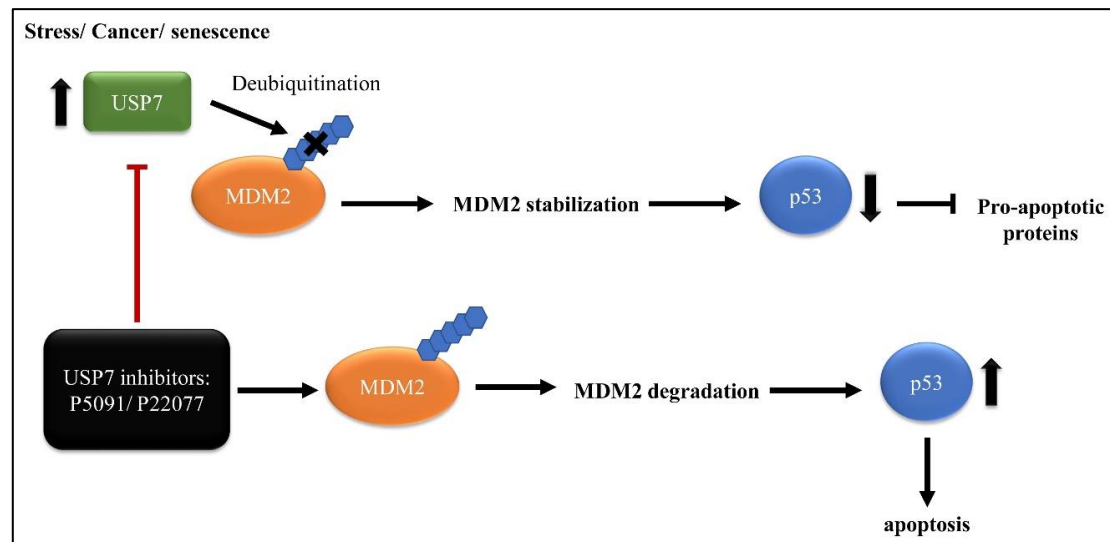 Stress/ Cancer/ senescence
USP7
Deubiquitination
MDM2
MDM2 stabilization
p53
Pro-apoptotic
proteins
USP7 inhibitors:
P5091/ P22077
MDM2
MDM2 degradation
p53
apoptosis